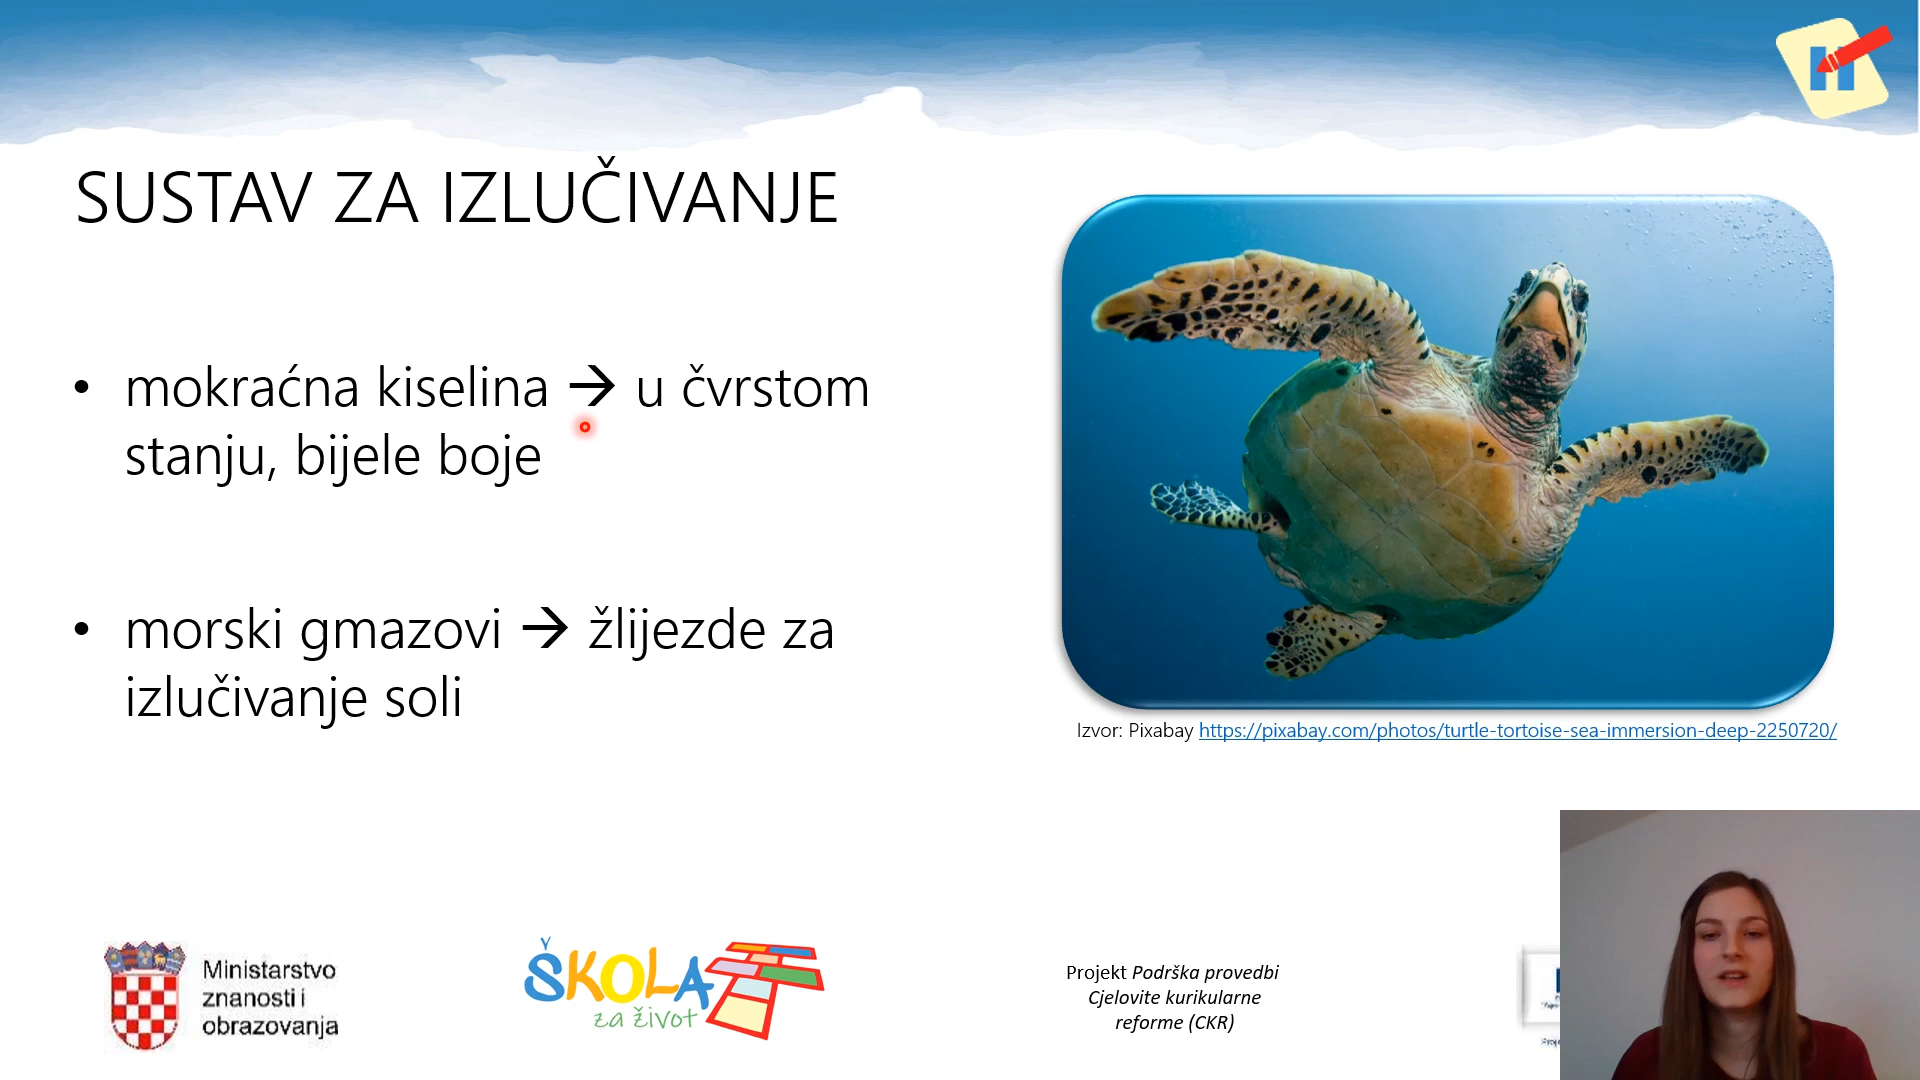 SUSTAV ZA IZLUČIVANJE
• mokraćna kiselina → u čvrstom
stanju, bijele boje
• morski gmazovi → žlijezde za
izlučivanje soli
Izvor: Pixabay https://pixabay.com/photos/turtle-tortoise-sea-immersion-deep-2250720/
Ministarstvo
znanosti i
obrazovanja
ŠKOLA
za život
Projekt Podrška provedbi
Cjelovite kurikularne
reforme (CKR)